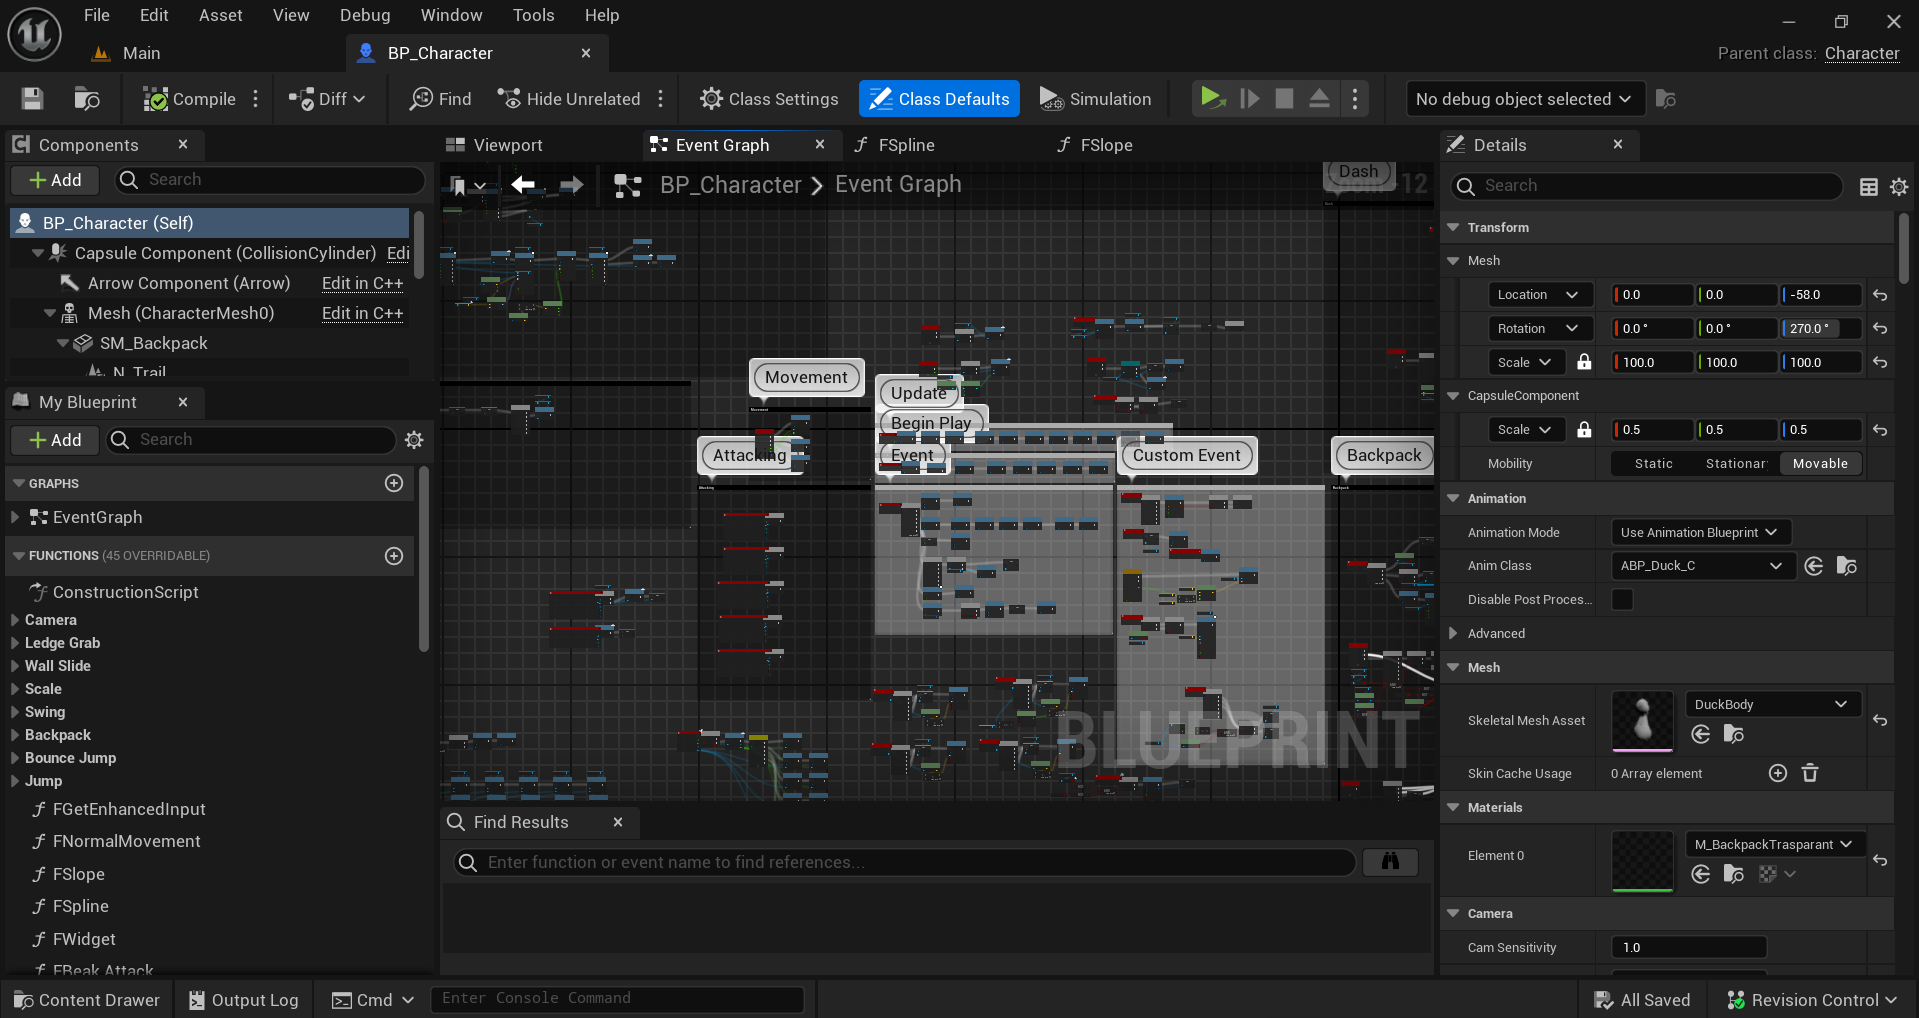 File Edit Asset View Debug Window Tools Help
Main
BP_Character
Parent class: Character
Compile
Diff
Find
Hide Unrelated
Class Settings
Class Defaults
Simulation
No debug object selected
Components
Add
Search
BP_Character (Self)
Capsule Component (CollisionCylinder) Edi
Arrow Component (Arrow) Edit in C++
Mesh (CharacterMesh0) Edit in C++
SM_Backpack
N_Trail
My Blueprint
Add
Search
GRAPHS
EventGraph
FUNCTIONS (45 OVERRIDABLE)
ConstructionScript
Camera
Ledge Grab
Wall Slide
Scale
Swing
Backpack
Bounce Jump
Jump
FGetEnhancedInput
FNormalMovement
FSlope
FSpline
FWidget
FBeak Attack
Viewport
Event Graph
FSpline
FSlope
BP_Character > Event Graph
Dash
-12
Movement
Update
Begin Play
Attacking
Event
Custom Event
Backpack
BLUEPRINT
Find Results
Enter function or event name to find references...
Details
Search
Transform
Mesh
Location 0.0 0.0 -58.0
Rotation 0.0 ° 0.0 ° 270.0 °
Scale 100.0 100.0 100.0
CapsuleComponent
Scale 0.5 0.5 0.5
Mobility Static Stationar Movable
Animation
Animation Mode Use Animation Blueprint
Anim Class ABP_Duck_C
Disable Post Proces...
Advanced
Mesh
Skeletal Mesh Asset DuckBody
Skin Cache Usage 0 Array element
Materials
Element 0 M_BackpackTrasparant
Camera
Cam Sensitivity 1.0
Content Drawer
Output Log
Cmd
Enter Console Command
All Saved
Revision Control